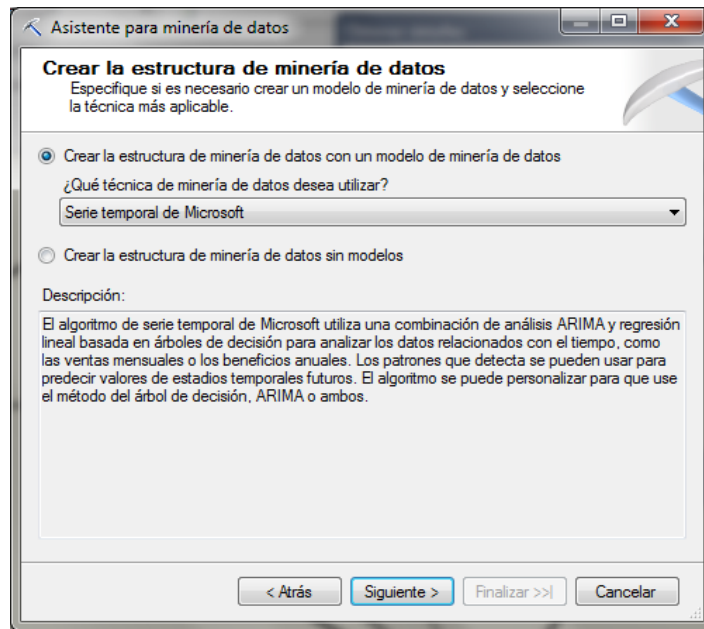 Asistente para minería de datos
Crear la estructura de minería de datos
Especifique si es necesario crear un modelo de minería de datos y seleccione
la técnica más aplicable.
Crear la estructura de minería de datos con un modelo de minería de datos
¿Qué técnica de minería de datos desea utilizar?
Serie temporal de Microsoft
Crear la estructura de minería de datos sin modelos
Descripción:
El algoritmo de serie temporal de Microsoft utiliza una combinación de análisis ARIMA y regresión
lineal basada en árboles de decisión para analizar los datos relacionados con el tiempo, como
las ventas mensuales o los beneficios anuales. Los patrones que detecta se pueden usar para
predecir valores de estadios temporales futuros. El algoritmo se puede personalizar para que use
el método del árbol de decisión, ARIMA o ambos.
< Atrás
Siguiente >
Finalizar >>|
Cancelar